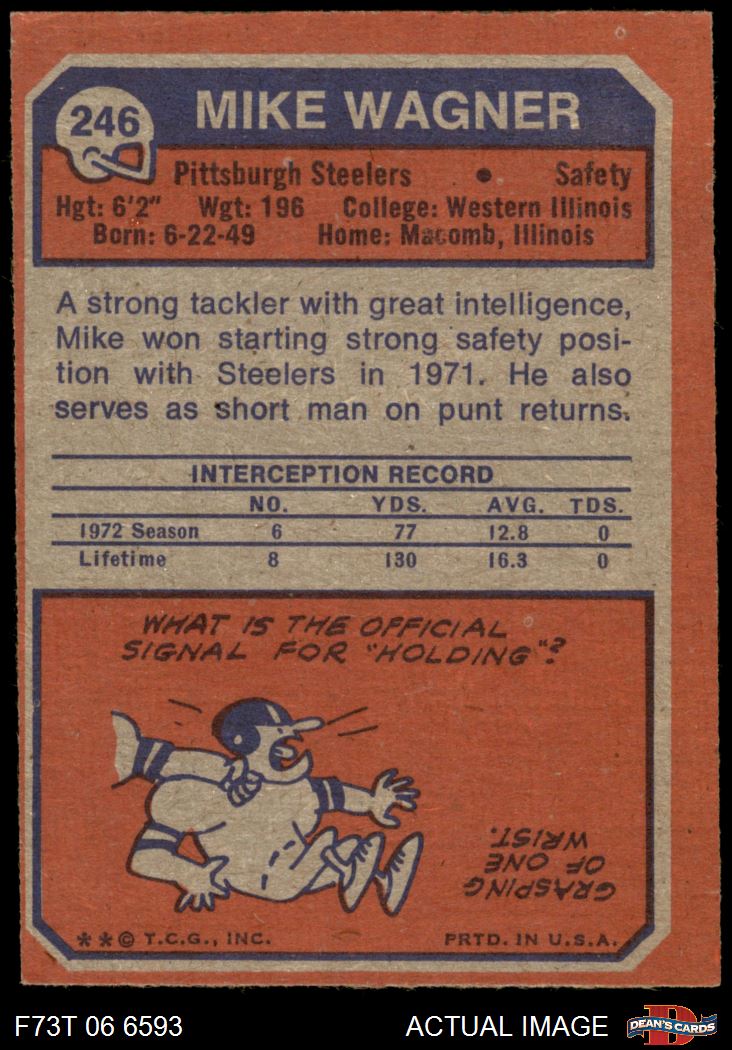 246
MIKE WAGNER
Pittsburgh Steelers • Safety
Hgt: 6'2" Wgt: 196 College: Western Illinois
Born: 6-22-49 Home: Macomb, Illinois
A strong tackler with great intelligence,
Mike won starting strong safety posi-
tion with Steelers in 1971. He also
serves as short man on punt returns.
INTERCEPTION RECORD
NO. YDS. AVG. TDS.
1972 Season 6 77 12.8 0
Lifetime 8 130 16.3 0
WHAT IS THE OFFICIAL
SIGNAL FOR "HOLDING"?
GRASPING
OF ONE
WRIST.
** © T.C.G., INC. PRTD. IN U.S.A.
F73T 06 6593 ACTUAL IMAGE
D
DEAN'S CARDS